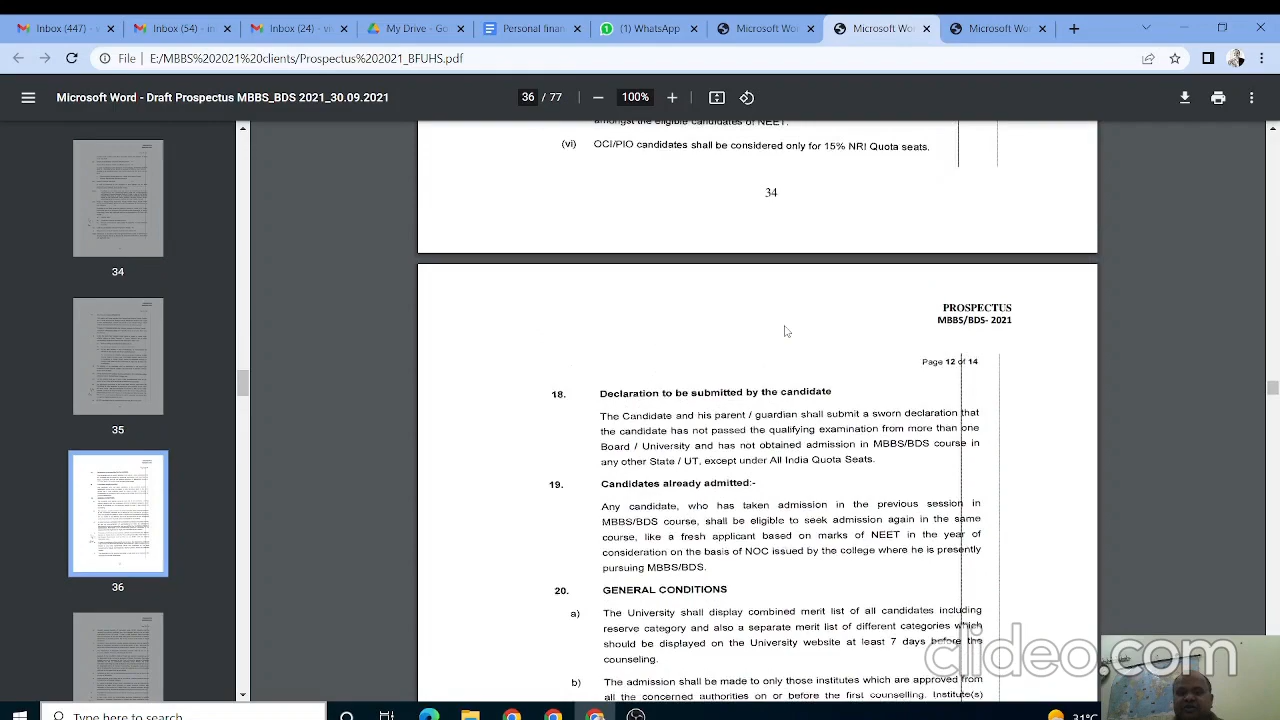 Inbox (447) - v
Inbox (54) - in
Inbox (24) - vn
My Drive - Go
Personal finan
(1) WhatsApp
Microsoft Wor
Microsoft Wor
Microsoft Wor
File
E:/MBBS%202021%20clients/Prospectus%202021_BFUHS.pdf
Microsoft Word - Draft Prospectus MBBS_BDS 2021_30.09.2021
36 / 77
100%
34
35
36
amongst the eligible candidates of NEET.
(vi) OCI/PIO candidates shall be considered only for 15% NRI Quota seats.
34
PROSPECTUS
MBBS/BDS- 2021
Page 12 of 14
18. Declaration to be submitted by the candidate
The Candidate and his parent / guardian shall submit a sworn declaration that
the candidate has not passed the qualifying examination from more than one
Board / University and has not obtained admission in MBBS/BDS course in
any other State / UT, except under All India Quota Seats.
19. Candidates already admitted:-
Any candidate, who has taken admission in the previous session in
MBBS/BDS course, shall be eligible to seek admission again in the same
course, like a fresh applicant based on marks of NEET in the year of
consideration on the basis of NOC issued by the college where he is presently
pursuing MBBS/BDS.
20. GENERAL CONDITIONS
a) The University shall display combined merit list of all candidates including
reserve category and also a separate merit list of different categories which
should be displayed on the University website at least 7 days before
counseling.
b) The admission shall be made to only those institutes which are approved from
all the concerned authorities on or before the first counselling. Institute(s)
cideo.com
Type here to search
31°C